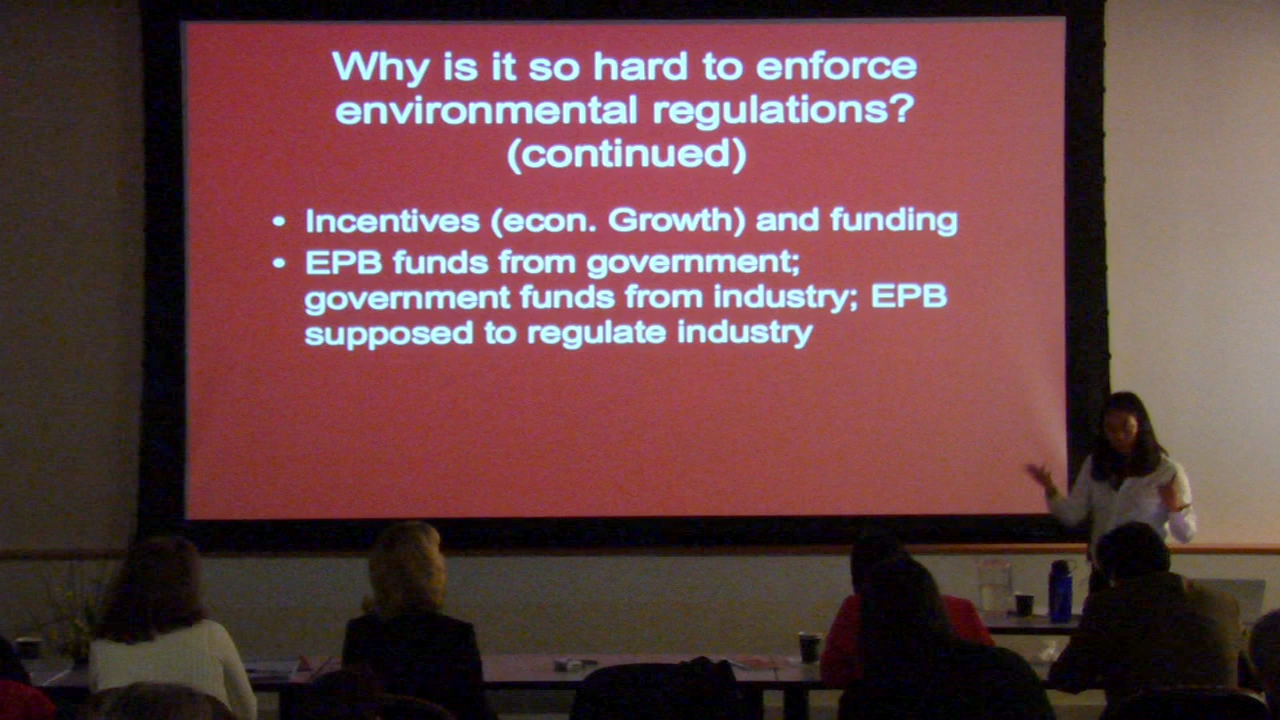 Why is it so hard to enforce
environmental regulations?
(continued)
• Incentives (econ. Growth) and funding
• EPB funds from government;
government funds from industry; EPB
supposed to regulate industry